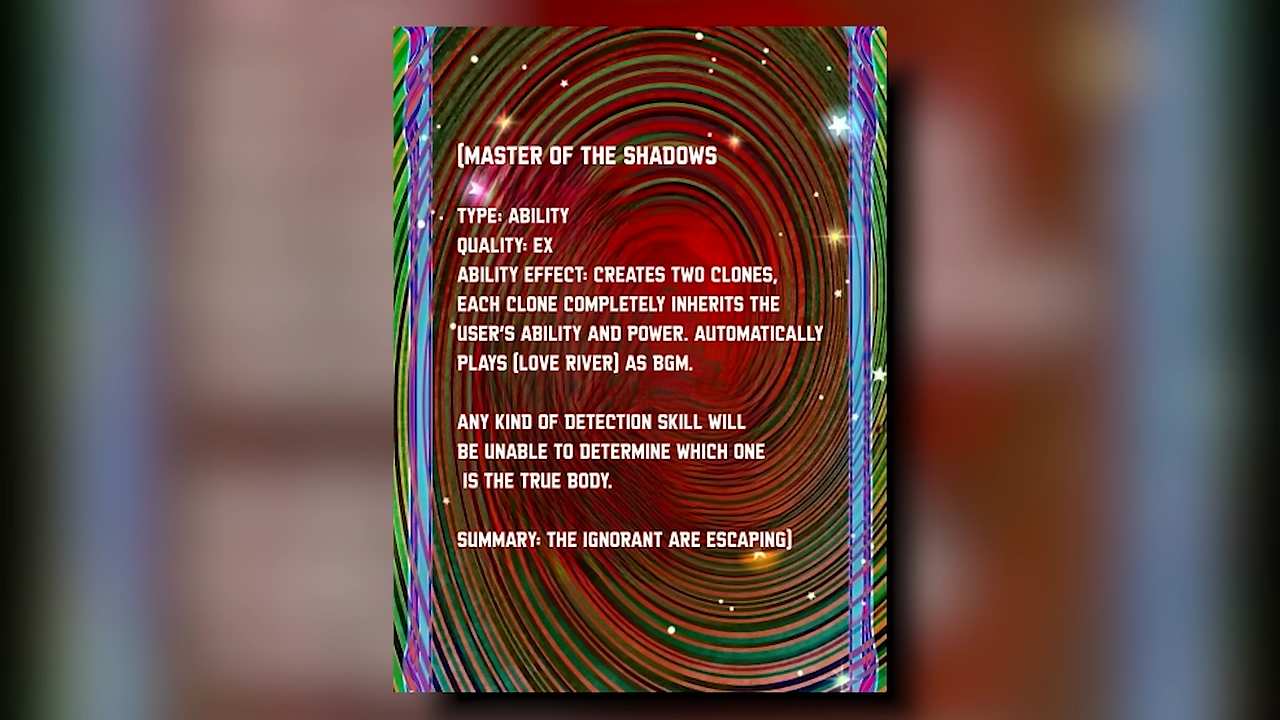 (MASTER OF THE SHADOWS
TYPE: ABILITY
QUALITY: EX
ABILITY EFFECT: CREATES TWO CLONES,
EACH CLONE COMPLETELY INHERITS THE
USER'S ABILITY AND POWER. AUTOMATICALLY
PLAYS (LOVE RIVER) AS BGM.
ANY KIND OF DETECTION SKILL WILL
BE UNABLE TO DETERMINE WHICH ONE
IS THE TRUE BODY.
SUMMARY: THE IGNORANT ARE ESCAPING)